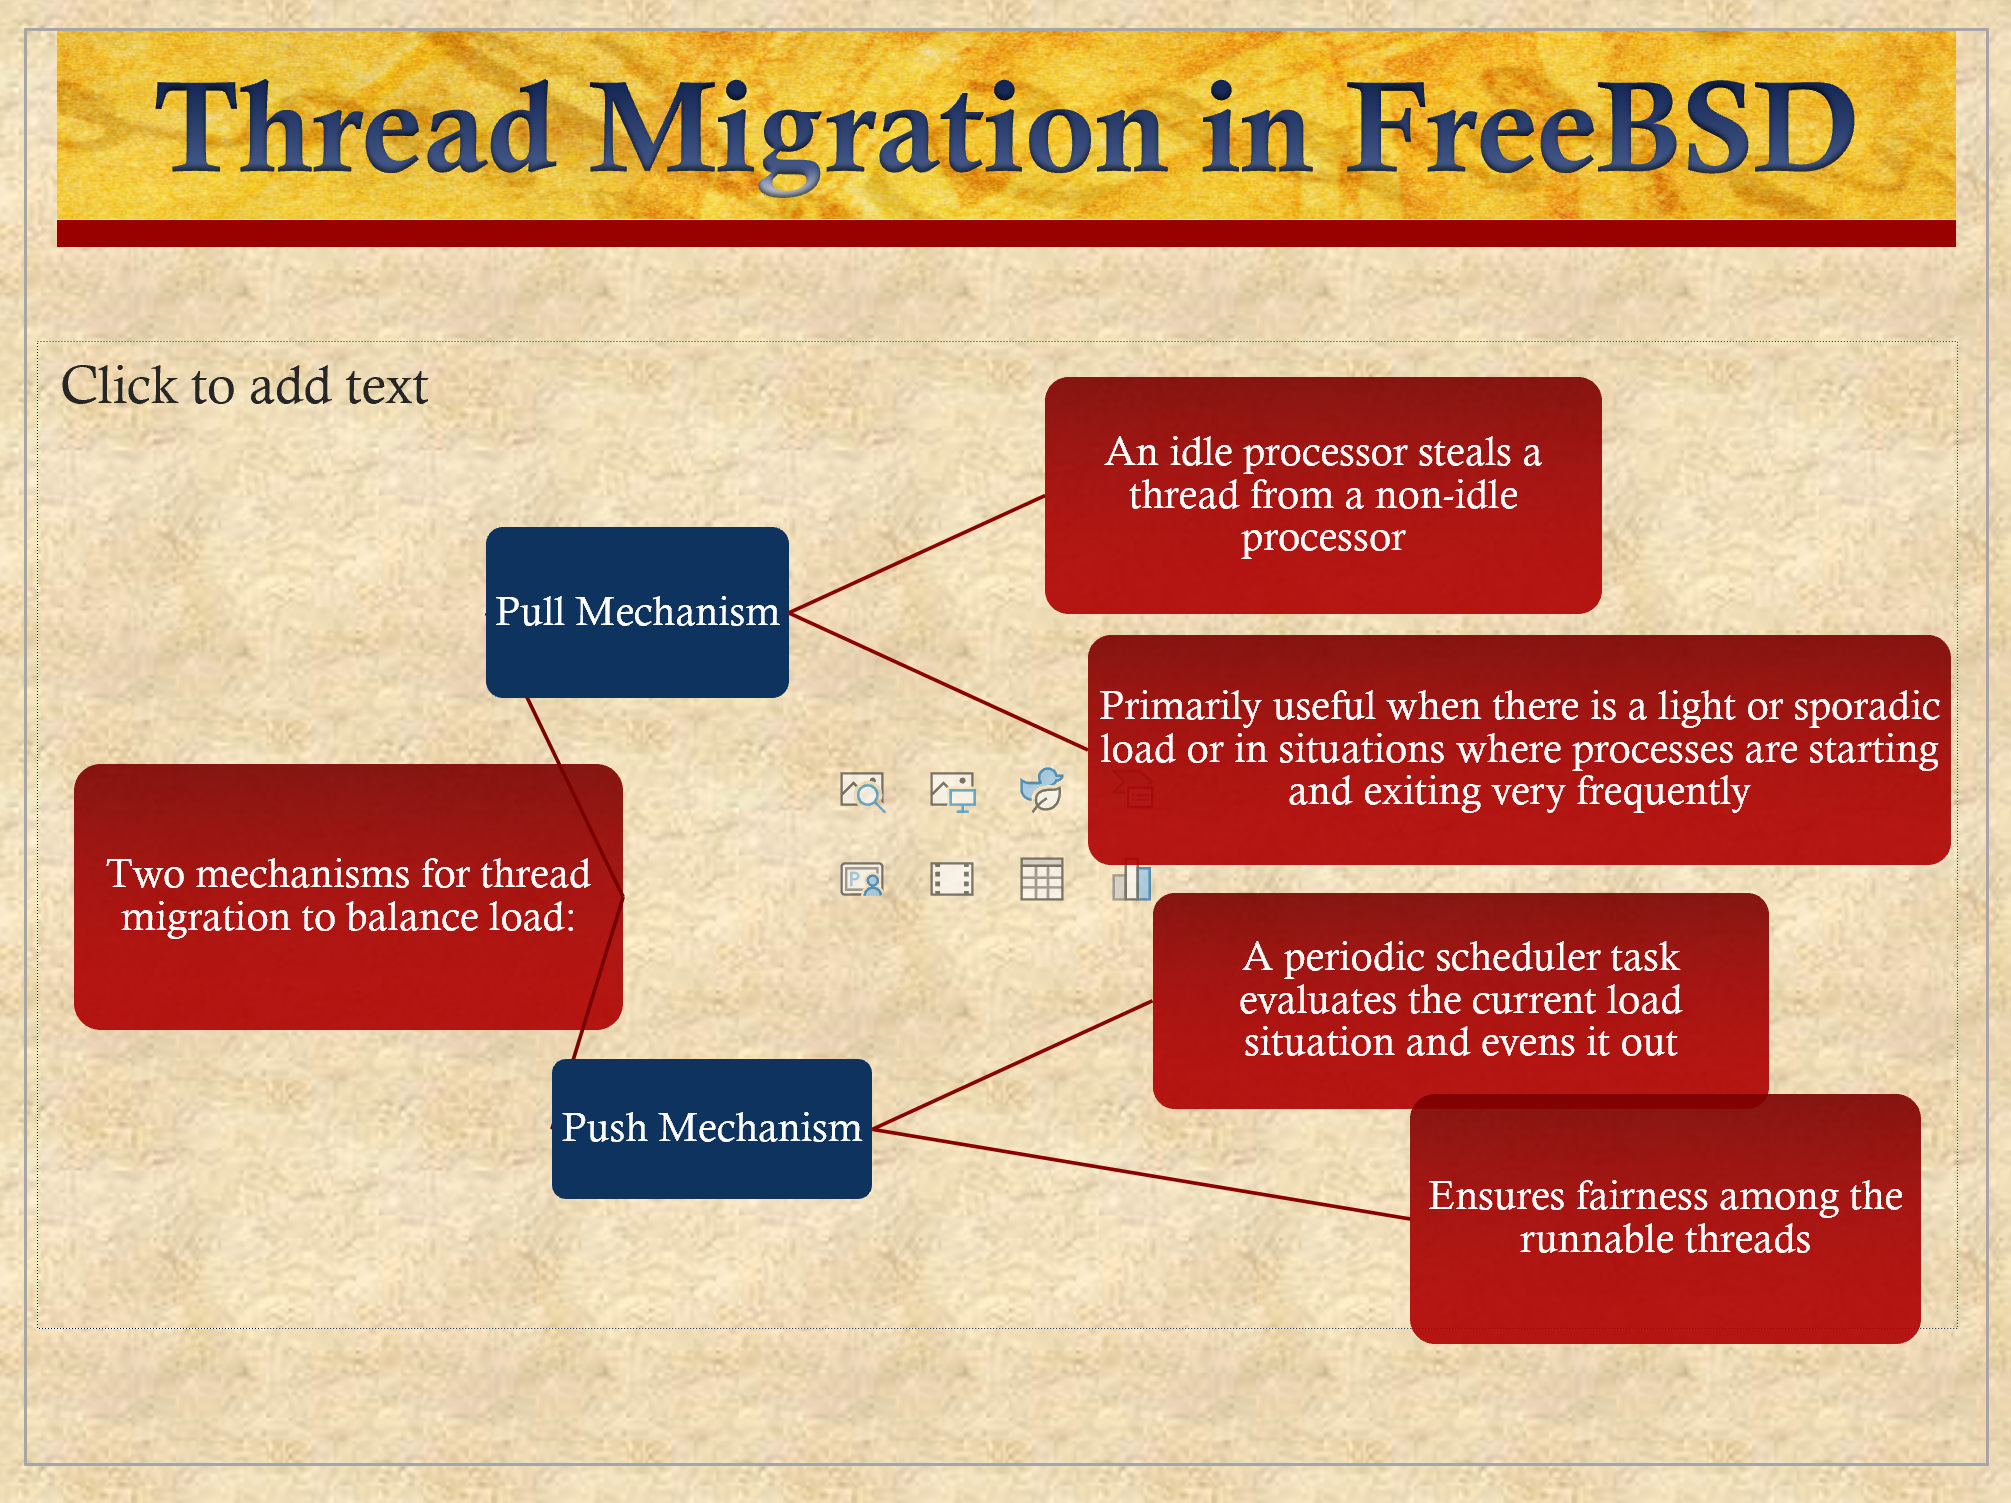 Thread Migration in FreeBSD
Click to add text
Two mechanisms for thread
migration to balance load:
Pull Mechanism
An idle processor steals a
thread from a non-idle
processor
Primarily useful when there is a light or sporadic
load or in situations where processes are starting
and exiting very frequently
Push Mechanism
A periodic scheduler task
evaluates the current load
situation and evens it out
Ensures fairness among the
runnable threads